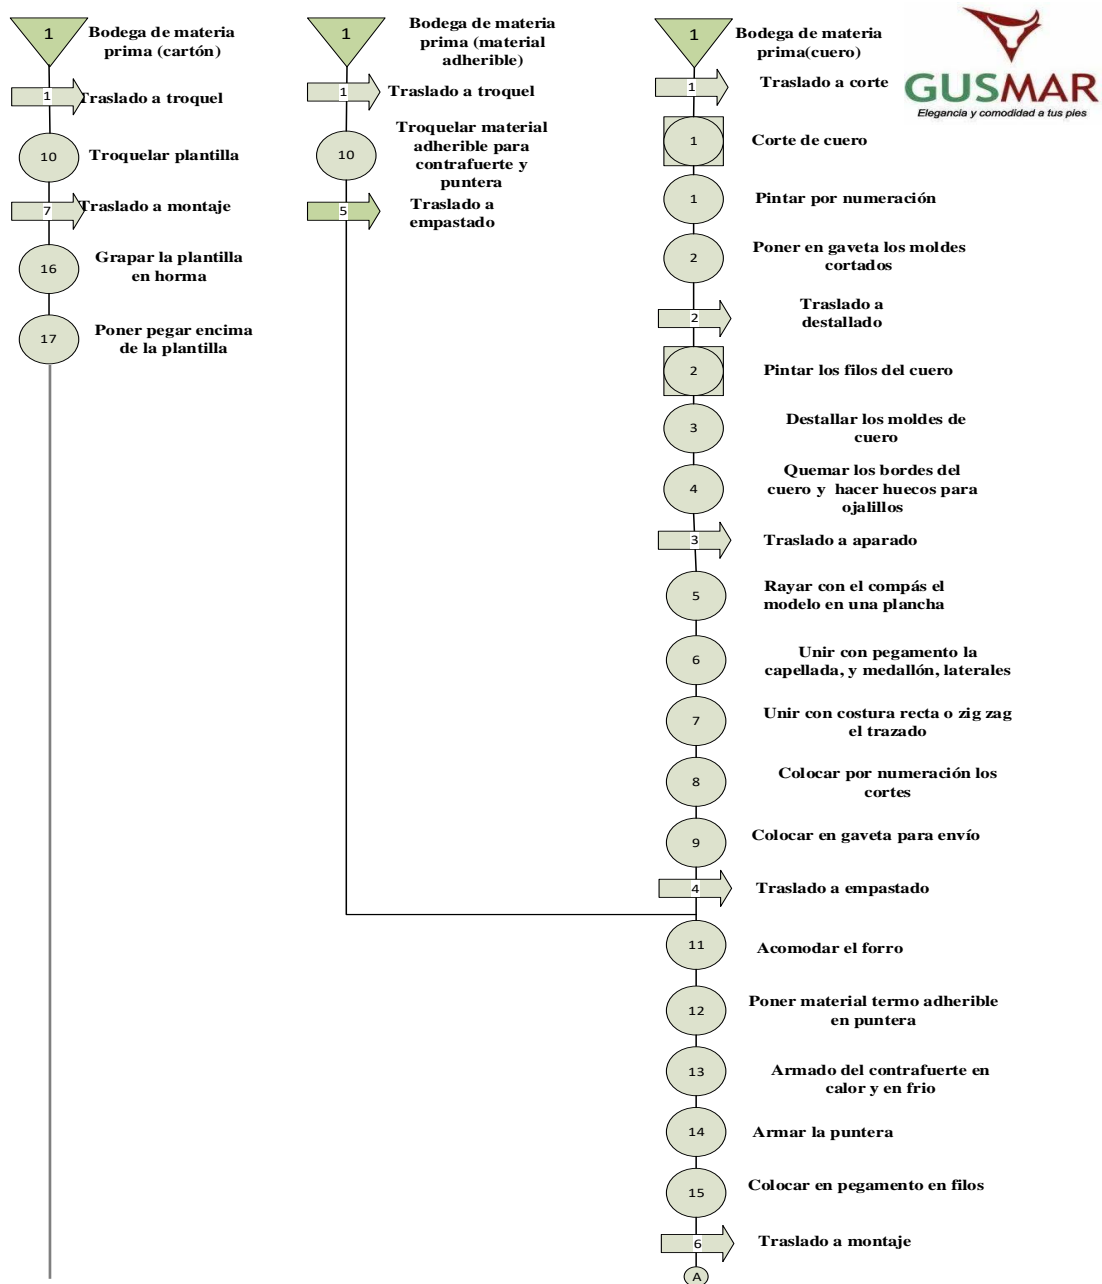 1
Bodega de materia
prima (cartón)
1
Traslado a troquel
10
Troquelar plantilla
7
Traslado a montaje
16
Grapar la plantilla
en horma
17
Poner pegar encima
de la plantilla
1
Bodega de materia
prima (material
adherible)
1
Traslado a troquel
10
Troquelar material
adherible para
contrafuerte y
puntera
5
Traslado a
empastado
1
Bodega de materia
prima(cuero)
1
Traslado a corte
1
Corte de cuero
1
Pintar por numeración
2
Poner en gaveta los moldes
cortados
2
Traslado a
destallado
2
Pintar los filos del cuero
3
Destallar los moldes de
cuero
4
Quemar los bordes del
cuero y hacer huecos para
ojalillos
3
Traslado a aparado
5
Rayar con el compás el
modelo en una plancha
6
Unir con pegamento la
capellada, y medallón, laterales
7
Unir con costura recta o zig zag
el trazado
8
Colocar por numeración los
cortes
9
Colocar en gaveta para envío
4
Traslado a empastado
11
Acomodar el forro
12
Poner material termo adherible
en puntera
13
Armado del contrafuerte en
calor y en frio
14
Armar la puntera
15
Colocar en pegamento en filos
6
Traslado a montaje
A
GUSMAR
Elegancia y comodidad a tus pies